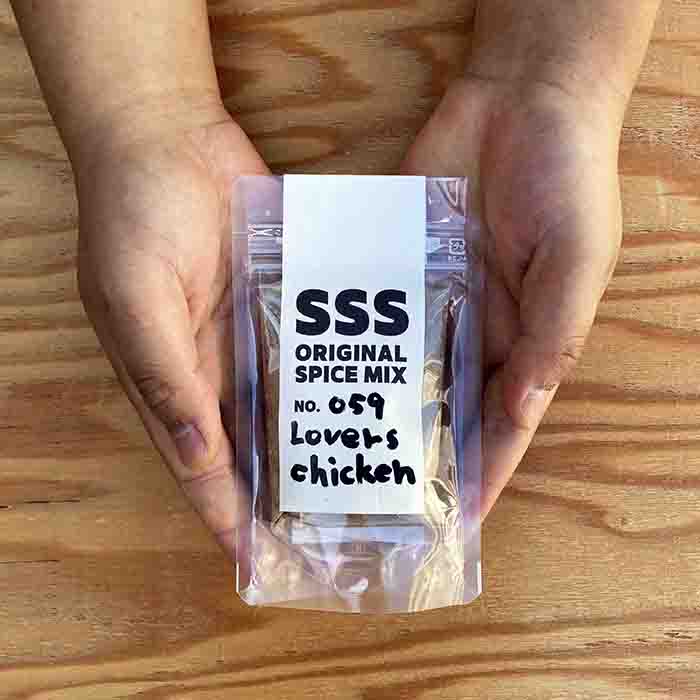 SSS
ORIGINAL
SPICE MIX
NO. 059
Lovers
chicken